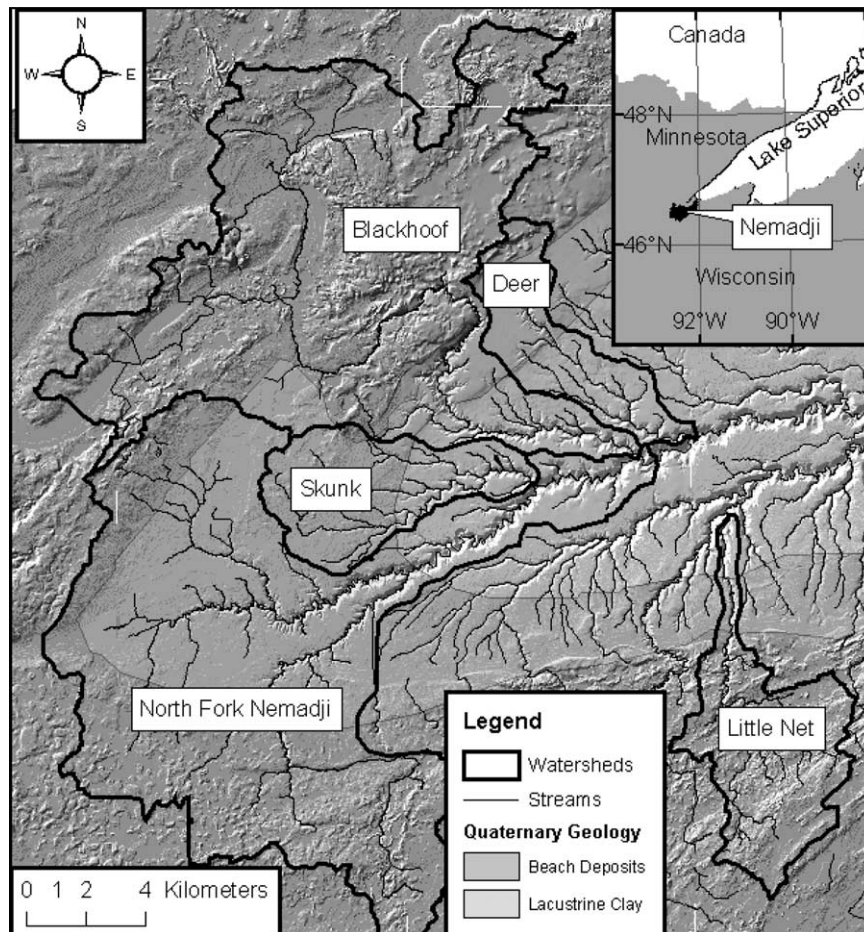 N
W E
S
Canada
48°N
Minnesota
Lake Superior
46°N
Nemadji
Wisconsin
92°W 90°W
Blackhoof
Deer
Skunk
North Fork Nemadji
Little Net
Legend
Watersheds
Streams
Quaternary Geology
Beach Deposits
Lacustrine Clay
0 1 2 4 Kilometers